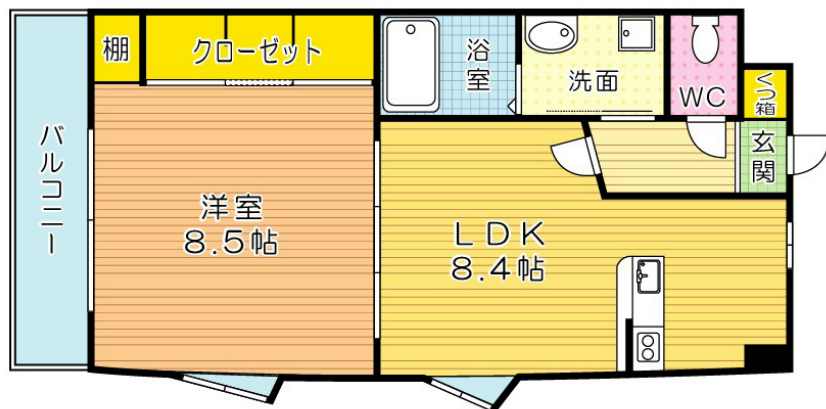 棚
クローゼット
浴室
洗面
WC
くつ箱
玄関
バルコニー
洋室
8.5帖
LDK
8.4帖